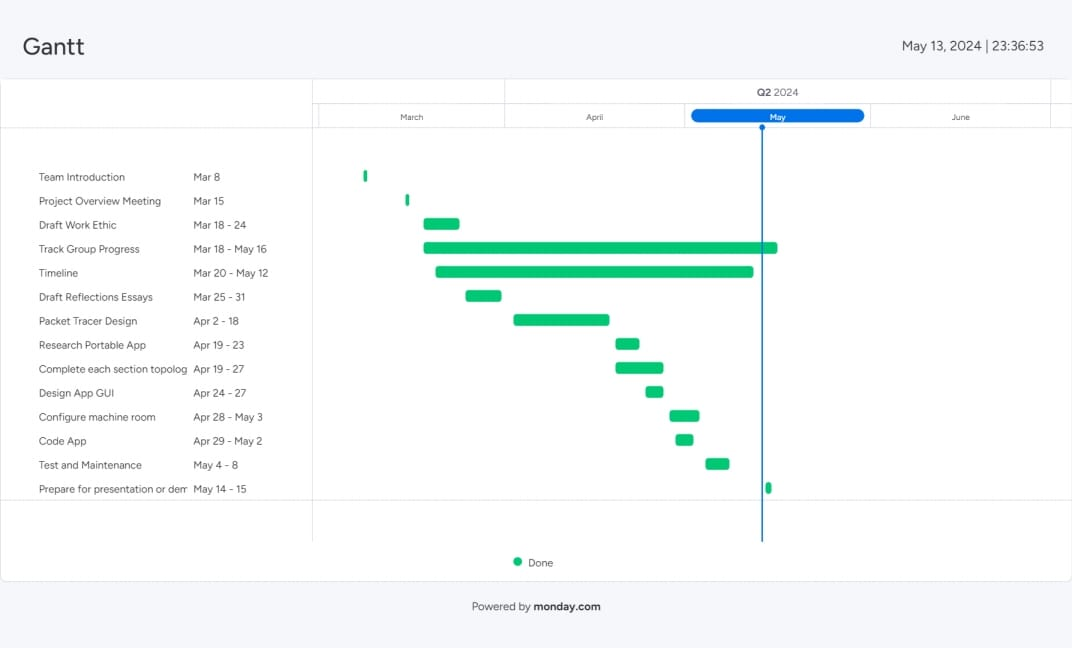 Gantt
May 13, 2024 | 23:36:53
Q2 2024
March April May June
Team Introduction Mar 8
Project Overview Meeting Mar 15
Draft Work Ethic Mar 18 - 24
Track Group Progress Mar 18 - May 16
Timeline Mar 20 - May 12
Draft Reflections Essays Mar 25 - 31
Packet Tracer Design Apr 2 - 18
Research Portable App Apr 19 - 23
Complete each section topolog Apr 19 - 27
Design App GUI Apr 24 - 27
Configure machine room Apr 28 - May 3
Code App Apr 29 - May 2
Test and Maintenance May 4 - 8
Prepare for presentation or dem May 14 - 15
Done
Powered by monday.com